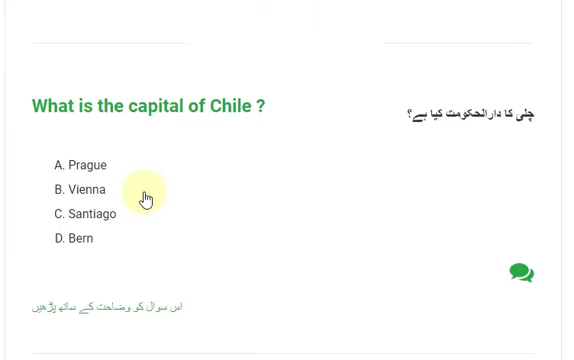 What is the capital of Chile ?
چلی کا دارالحکومت کیا ہے؟
A. Prague
B. Vienna
C. Santiago
D. Bern
اس سوال کو وضاحت کے ساتھ پڑھیں